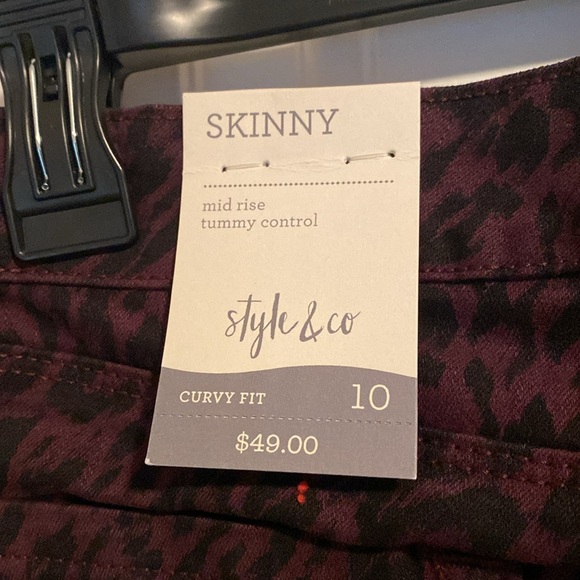 SKINNY
mid rise
tummy control
style & co
CURVY FIT 10
$49.00